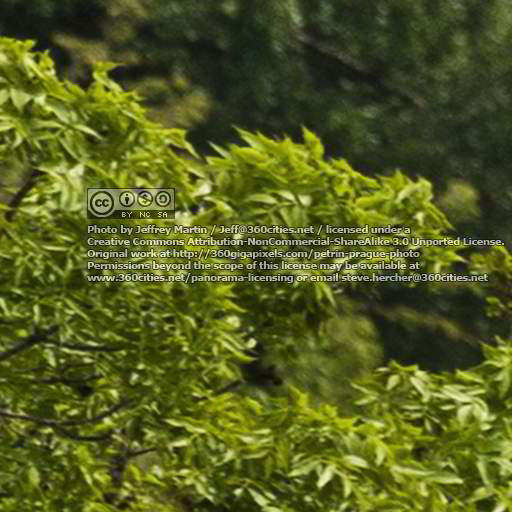 cc BY NC SA
Photo by Jeffrey Martin / Jeff@360cities.net / licensed under a
Creative Commons Attribution-NonCommercial-ShareAlike 3.0 Unported License.
Original work at http://360gigapixels.com/petrin-prague-photo
Permissions beyond the scope of this license may be available at
www.360cities.net/panorama-licensing or email steve.hercher@360cities.net